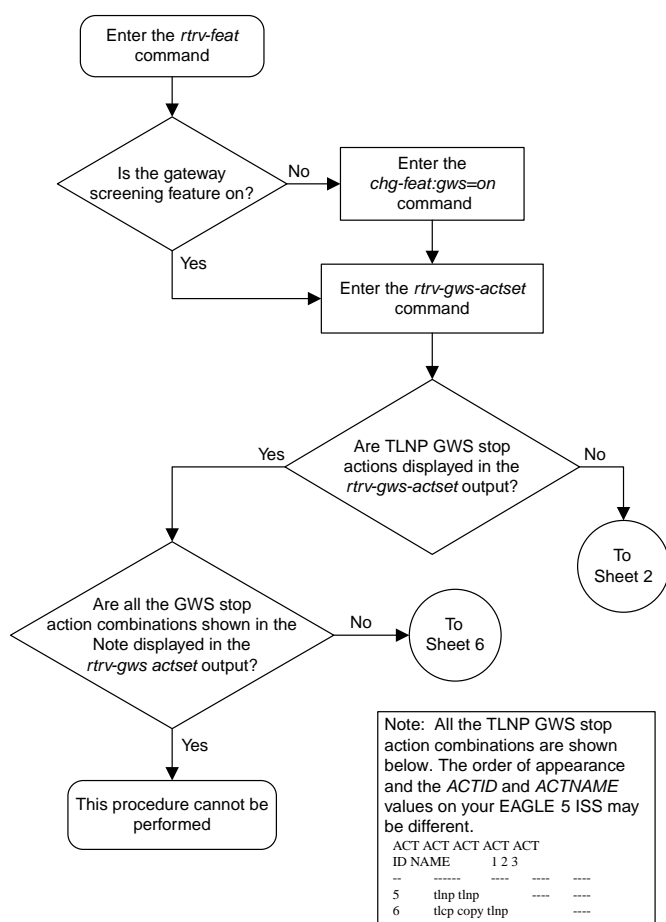 Enter the rtrv-feat
command
Is the gateway
screening feature on?
No
Enter the
chg-feat:gws=on
command
Yes
Enter the rtrv-gws-actset
command
Yes
Are TLNP GWS stop
actions displayed in the
rtrv-gws-actset output?
No
To
Sheet 2
Are all the GWS stop
action combinations shown in the
Note displayed in the
rtrv-gws actset output?
No
To
Sheet 6
Yes
This procedure cannot be
performed
Note:  All the TLNP GWS stop
action combinations are shown
below. The order of appearance
and the ACTID and ACTNAME
values on your EAGLE 5 ISS may
be different.
ACT ACT ACT ACT ACT
ID NAME 1 2 3
-- ------ ---- ---- ----
5 tlnp tlnp ---- ----
6 tlcp copy tlnp ----